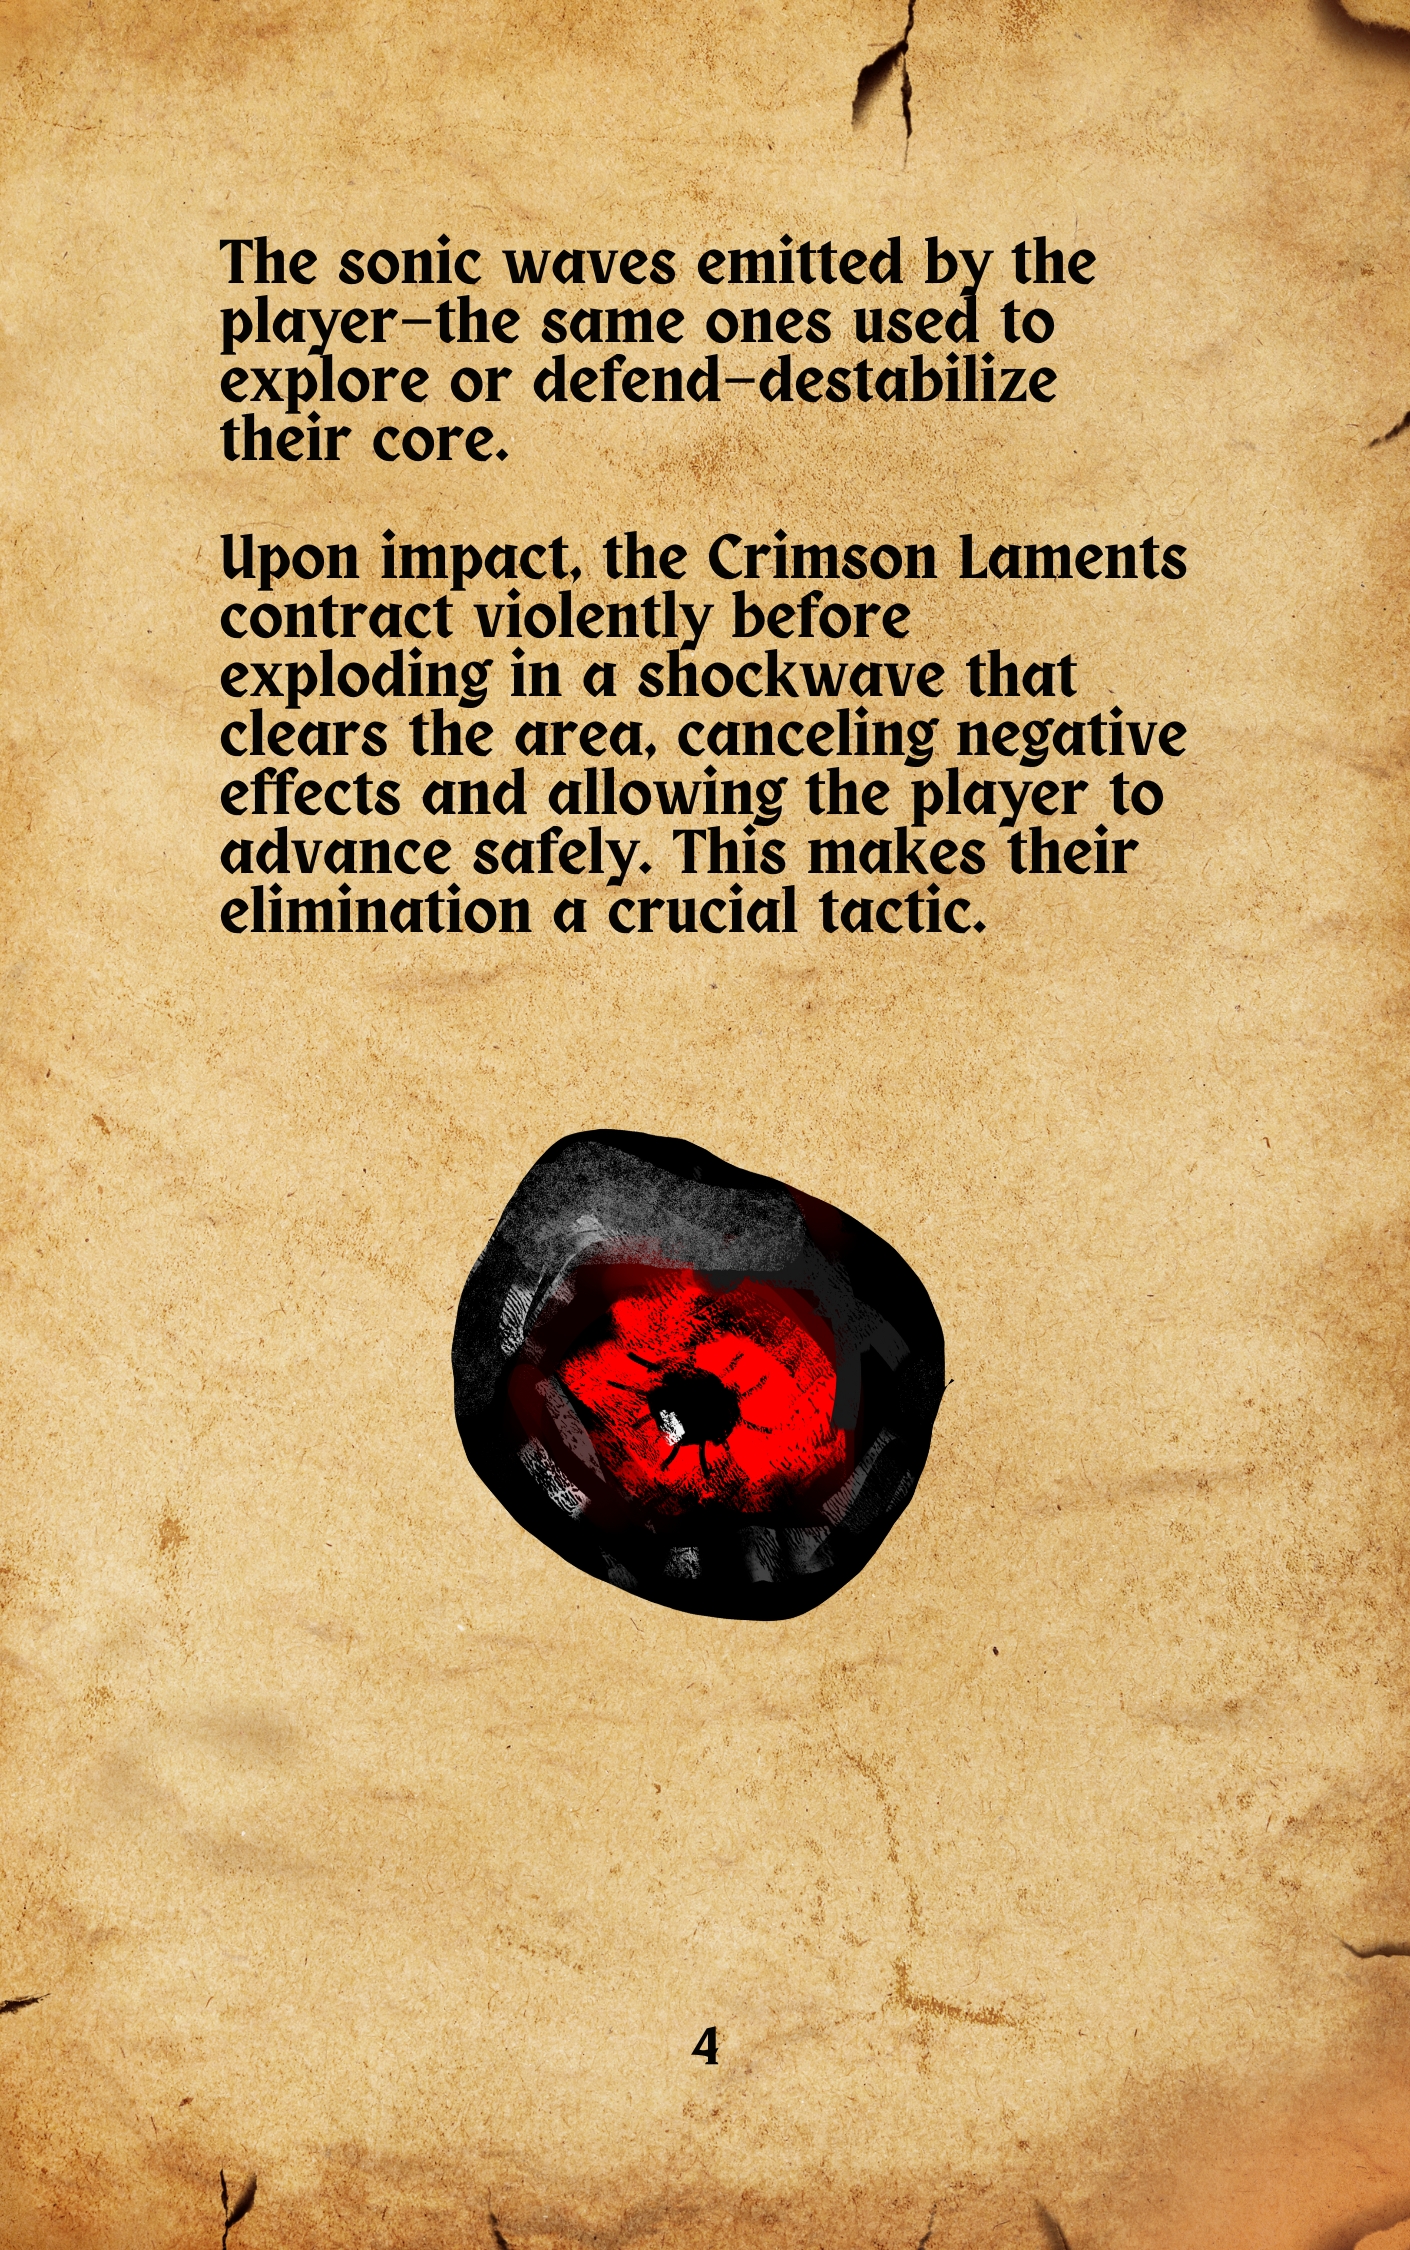 The sonic waves emitted by the
player—the same ones used to
explore or defend—destabilize
their core.
Upon impact, the Crimson Laments
contract violently before
exploding in a shockwave that
clears the area, canceling negative
effects and allowing the player to
advance safely. This makes their
elimination a crucial tactic.
4